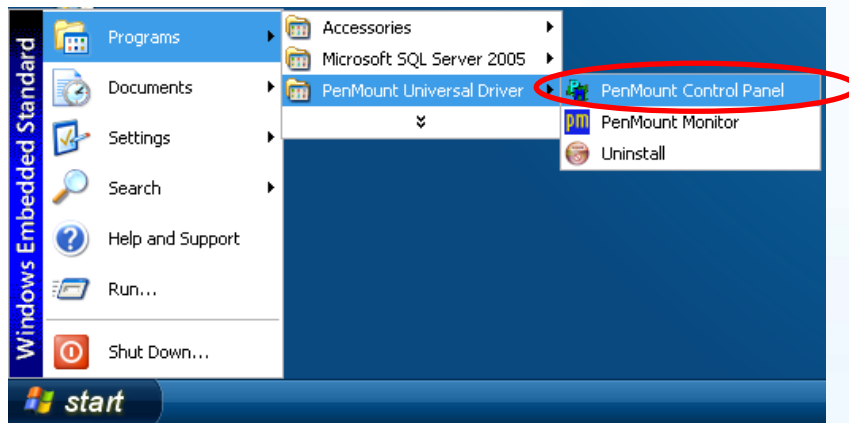 Windows Embedded Standard
Programs
Documents
Settings
Search
Help and Support
Run...
Shut Down...
Accessories
Microsoft SQL Server 2005
PenMount Universal Driver
PenMount Control Panel
pm PenMount Monitor
Uninstall
start